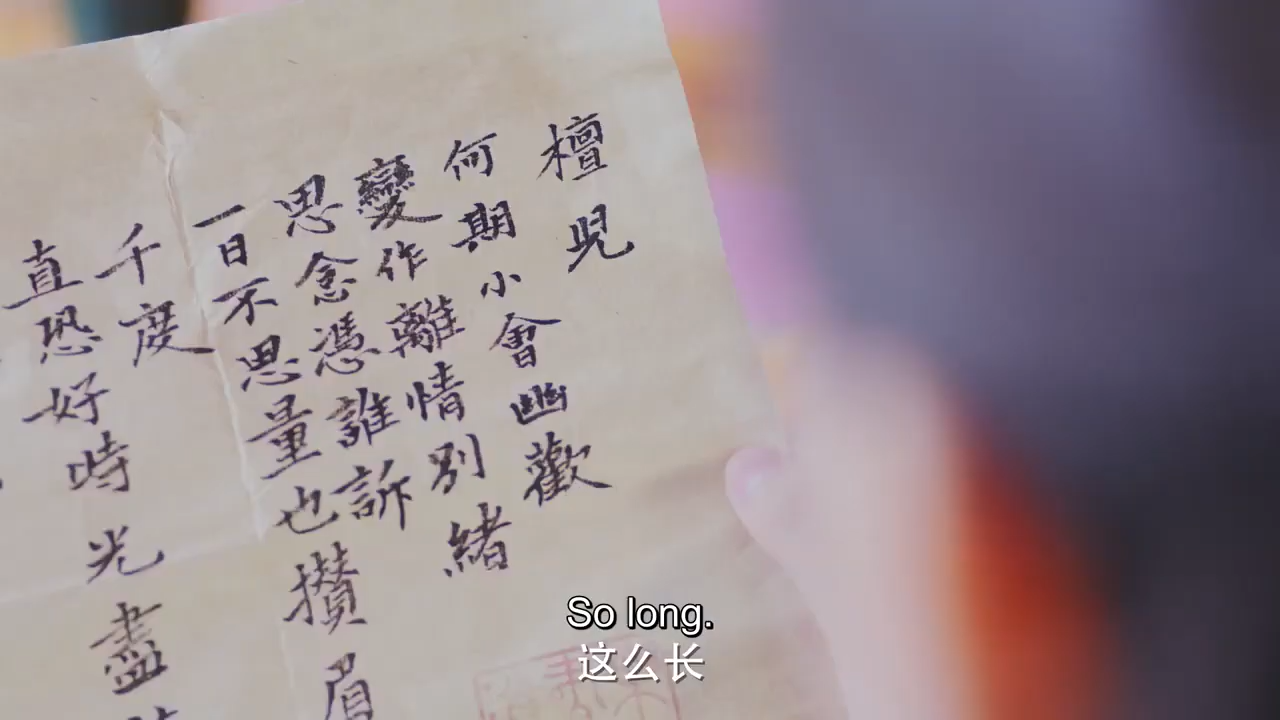 檀兒
何期小會幽歡
變作離情別緒
思念憑誰訴
一日不思量也攢眉
千度
直恐好時光盡
So long.
这么长